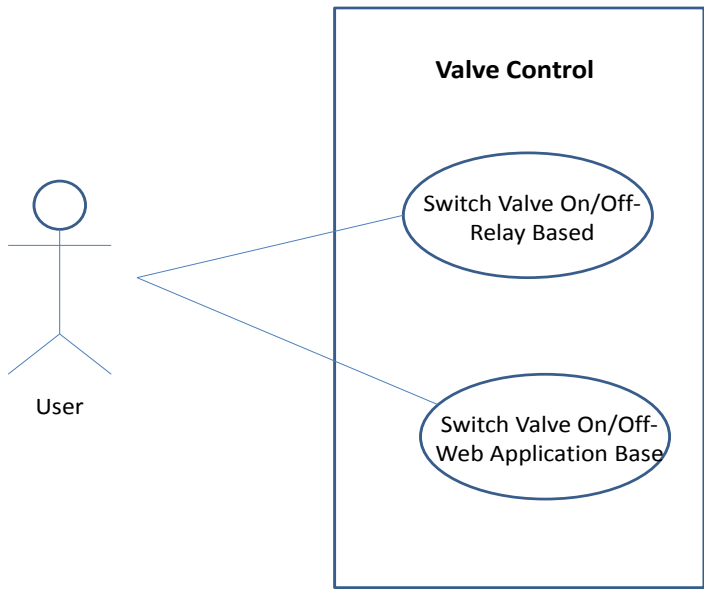 Valve Control
Switch Valve On/Off-
Relay Based
User
Switch Valve On/Off-
Web Application Base